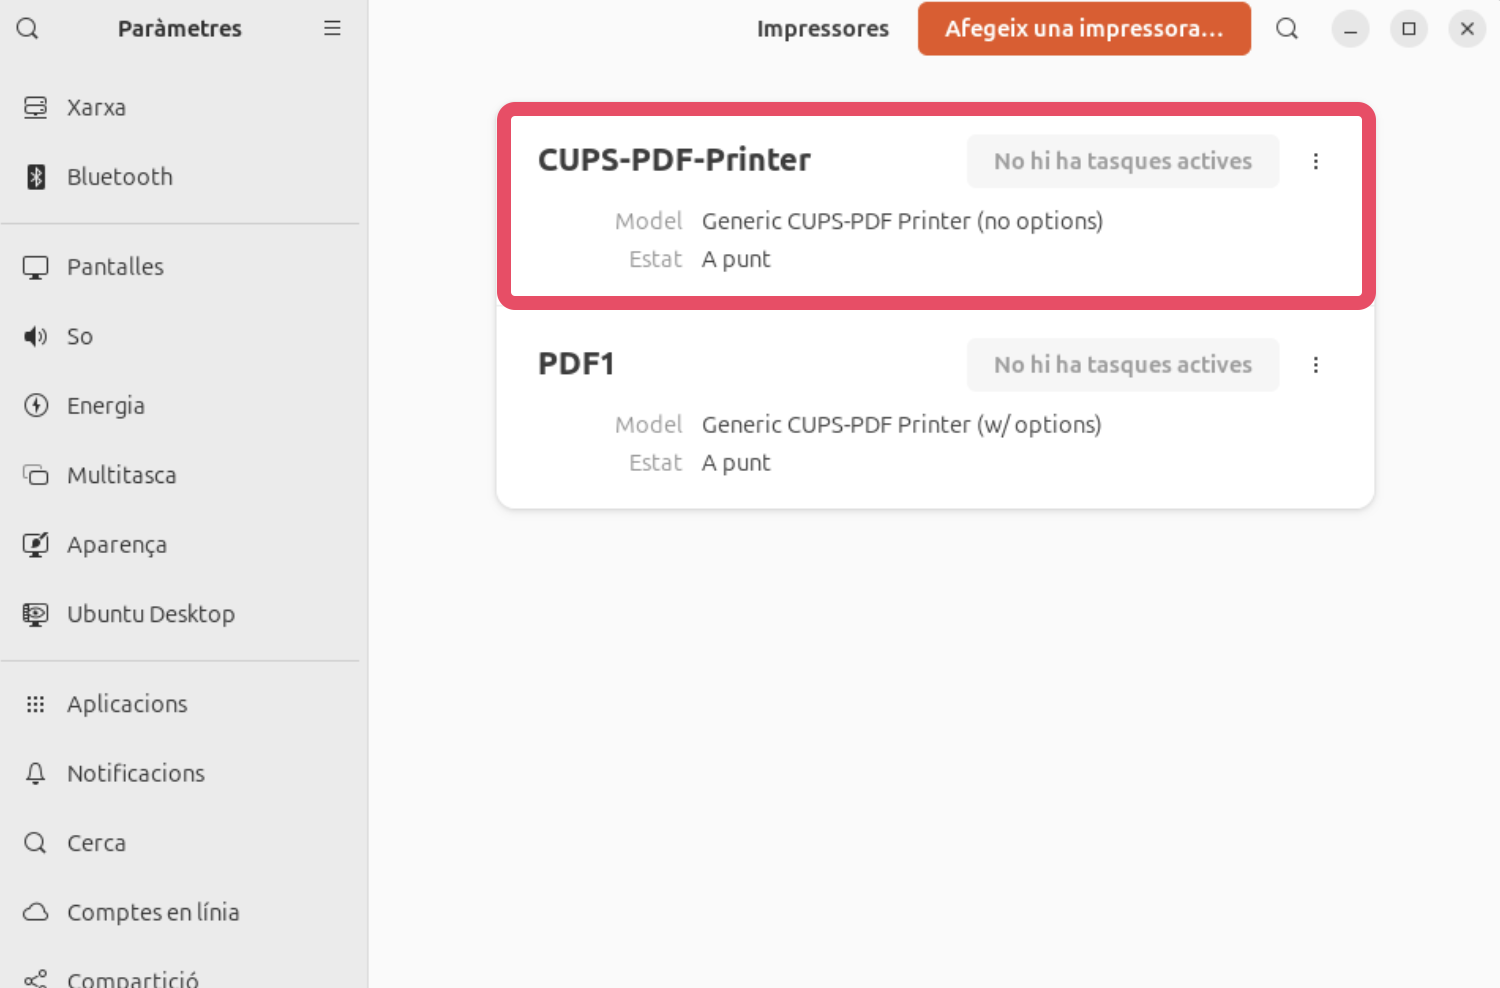 Paràmetres
Xarxa
Bluetooth
Pantalles
So
Energia
Multitasca
Aparença
Ubuntu Desktop
Aplicacions
Notificacions
Cerca
Comptes en línia
Compartició
Impressores
Afegeix una impressora…
CUPS-PDF-Printer
No hi ha tasques actives
Model Generic CUPS-PDF Printer (no options)
Estat A punt
PDF1
No hi ha tasques actives
Model Generic CUPS-PDF Printer (w/ options)
Estat A punt